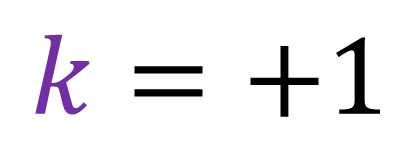 k = +1